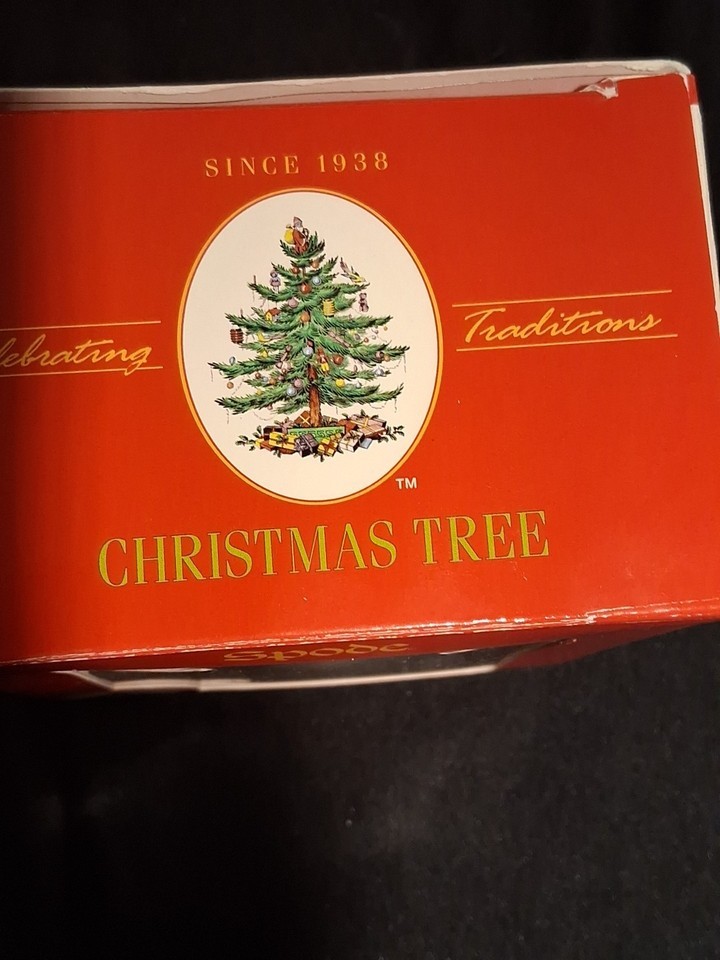 SINCE 1938
lebrating
Traditions
TM
CHRISTMAS TREE
Spode